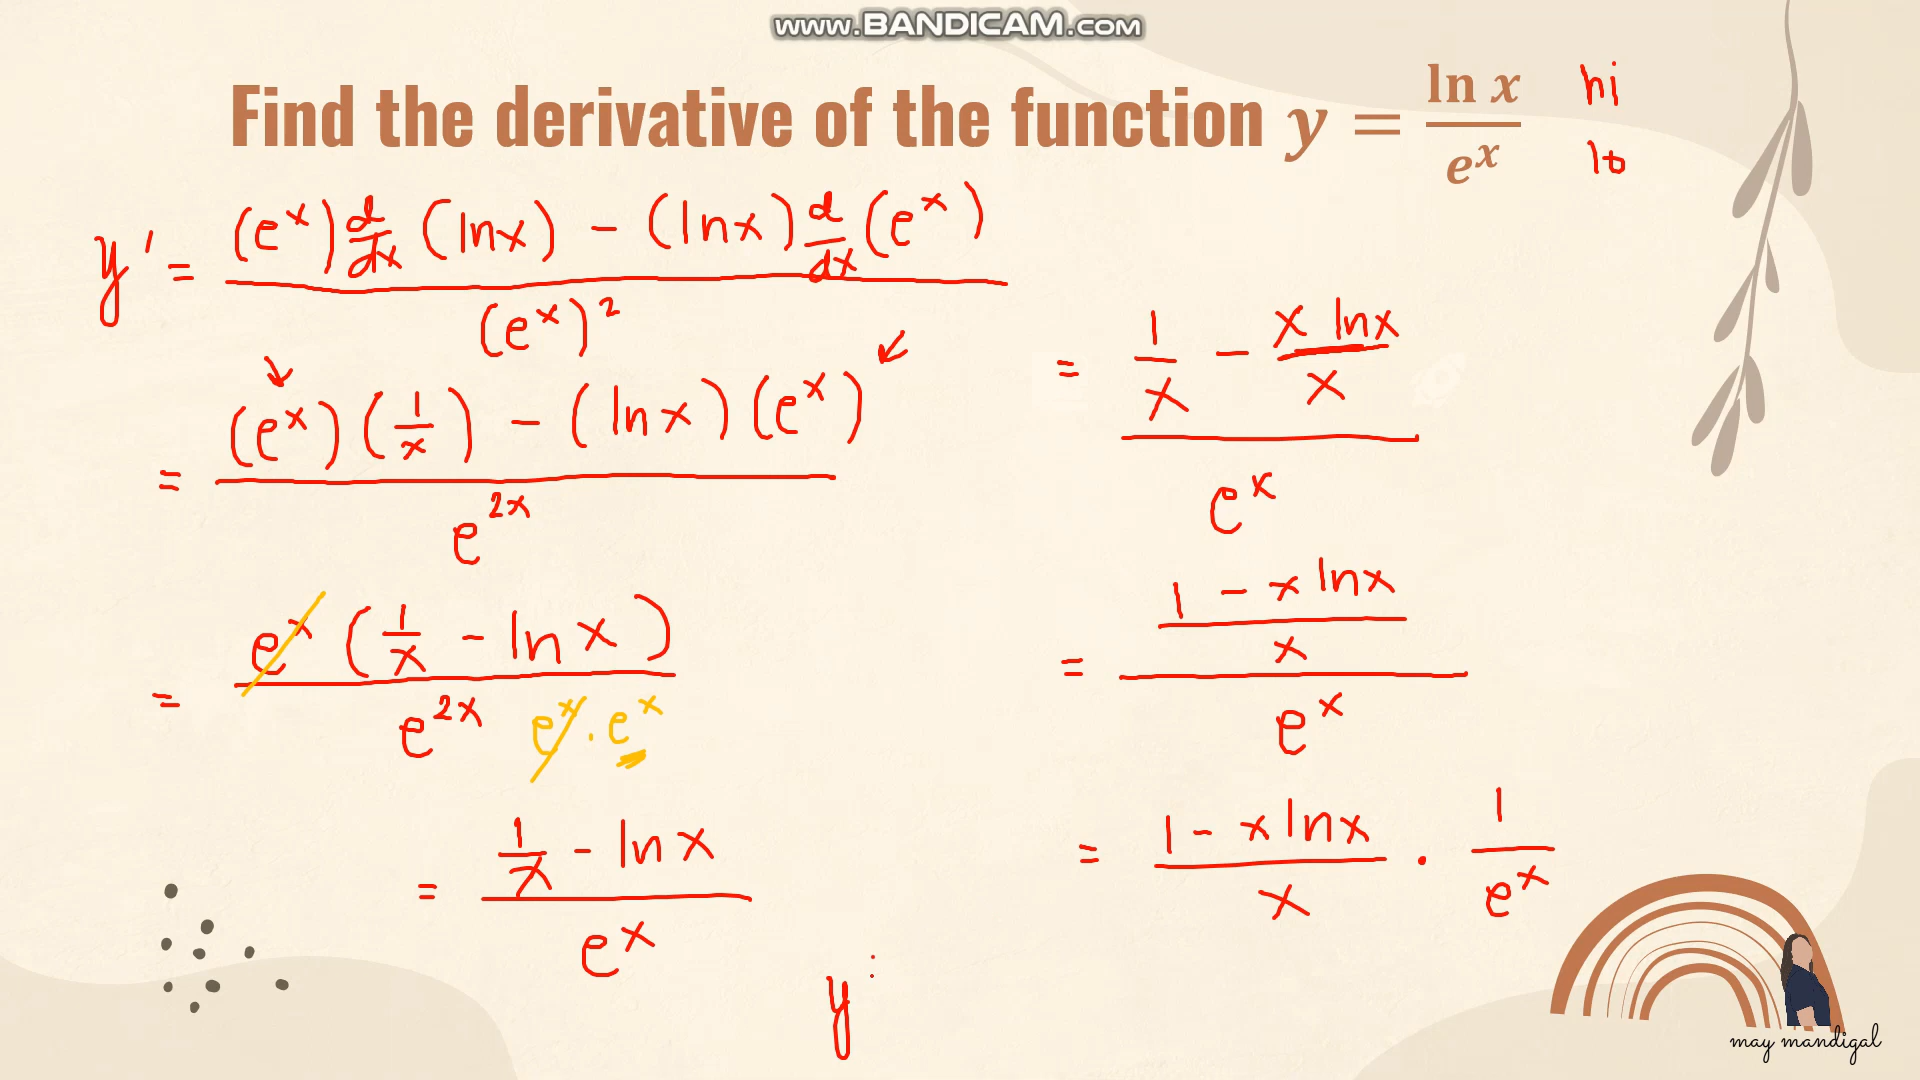 www.BANDICAM.com
Find the derivative of the function y = ln x / e^x
hi
lo
y' = ((e^x) d/dx (ln x) - (ln x) d/dx (e^x)) / (e^x)^2
= ((e^x)(1/x) - (ln x)(e^x)) / e^2x
= e^x (1/x - ln x) / e^2x e^x · e^x
= (1/x - ln x) / e^x
y
= (1/x - x ln x / x) / e^x
= ((1 - x ln x) / x) / e^x
= (1 - x ln x) / x · 1 / e^x
may mandigal